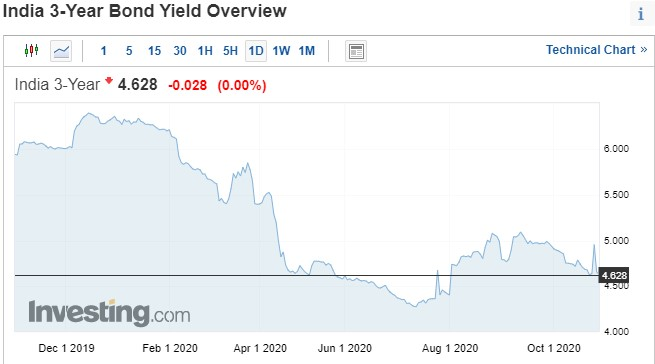 India 3-Year Bond Yield Overview
i
1 5 15 30 1H 5H 1D 1W 1M
Technical Chart »
India 3-Year 4.628 -0.028 (0.00%)
6.000
5.500
5.000
4.628
4.500
4.000
Investing.com
Dec 1 2019 Feb 1 2020 Apr 1 2020 Jun 1 2020 Aug 1 2020 Oct 1 2020